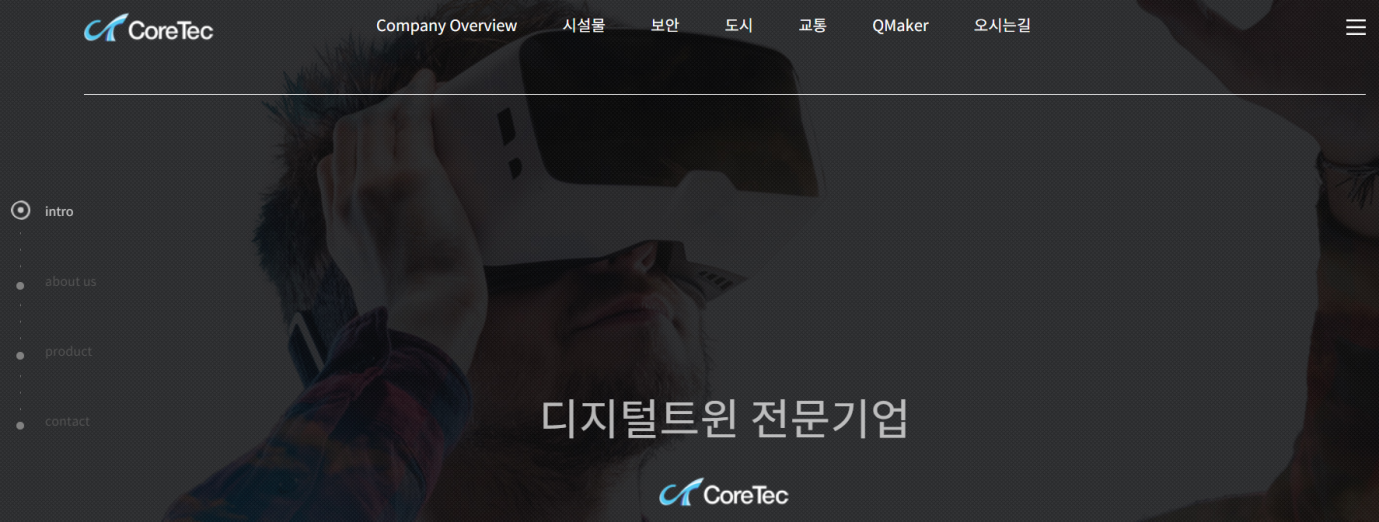 CoreTec
Company Overview 시설물 보안 도시 교통 QMaker 오시는길
intro
about us
product
contact
디지털트윈 전문기업
CoreTec